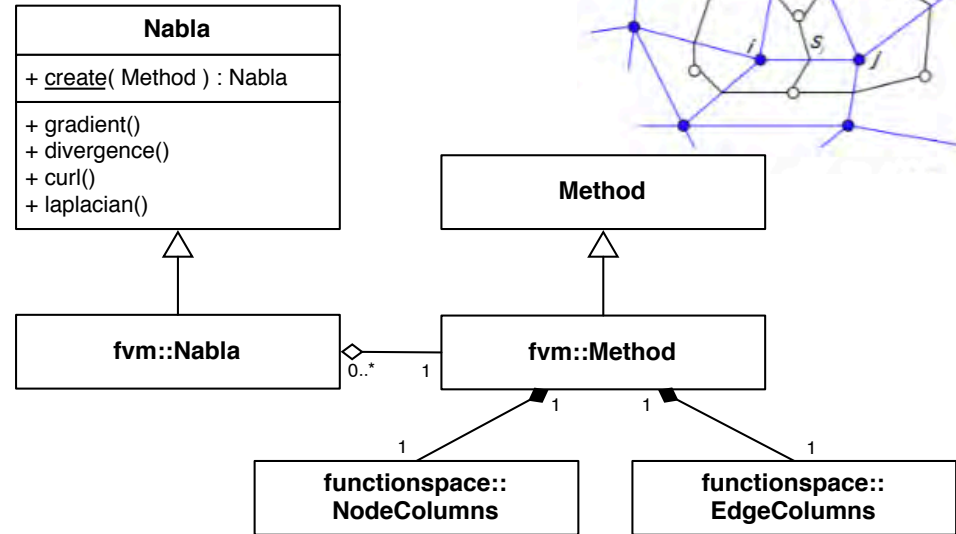 Nabla
+ create( Method ) : Nabla
+ gradient()
+ divergence()
+ curl()
+ laplacian()
i
S
j
j
Method
fvm::Nabla
0..*
1
fvm::Method
1
1
1
1
functionspace::
NodeColumns
functionspace::
EdgeColumns